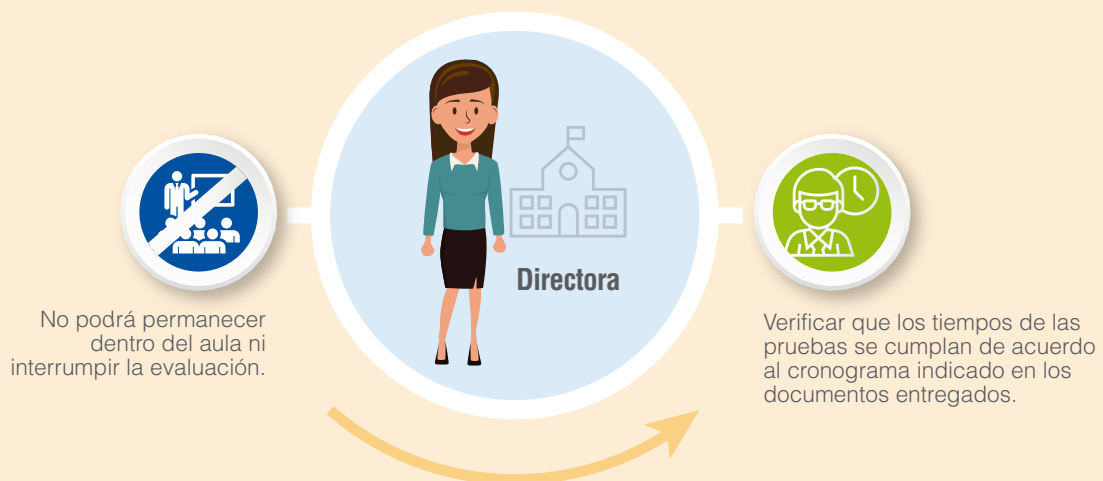 Directora
No podrá permanecer
dentro del aula ni
interrumpir la evaluación.
Verificar que los tiempos de las
pruebas se cumplan de acuerdo
al cronograma indicado en los
documentos entregados.